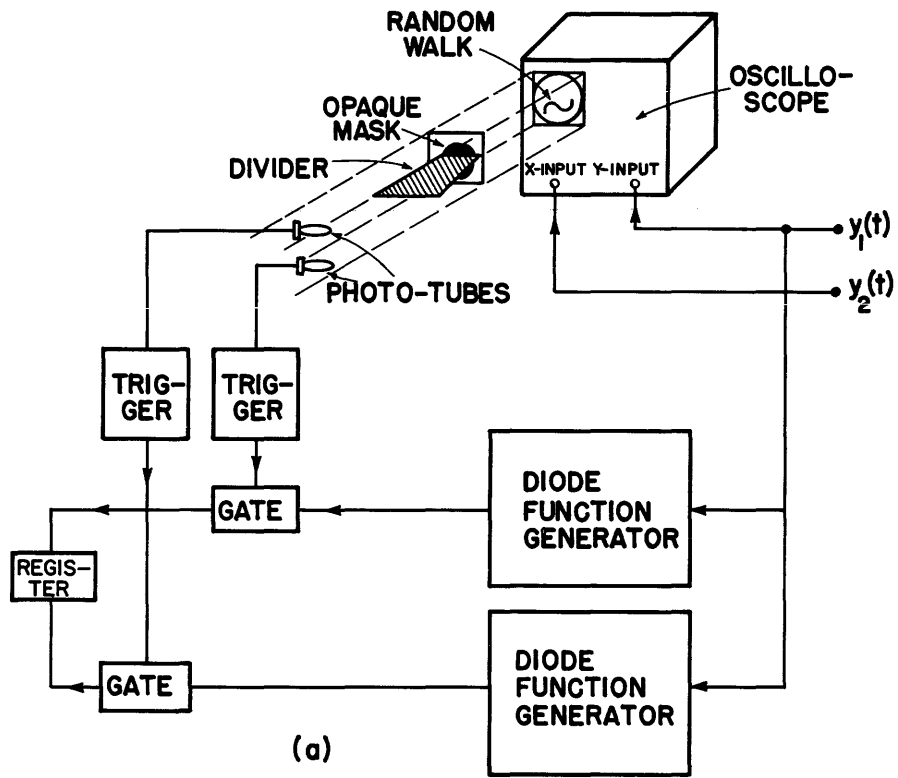 RANDOM
WALK
OSCILLO-
SCOPE
OPAQUE
MASK
DIVIDER
X-INPUT Y-INPUT
y₁(t)
y₂(t)
PHOTO-TUBES
TRIG-
GER
TRIG-
GER
GATE
DIODE
FUNCTION
GENERATOR
REGIS-
TER
GATE
DIODE
FUNCTION
GENERATOR
(a)